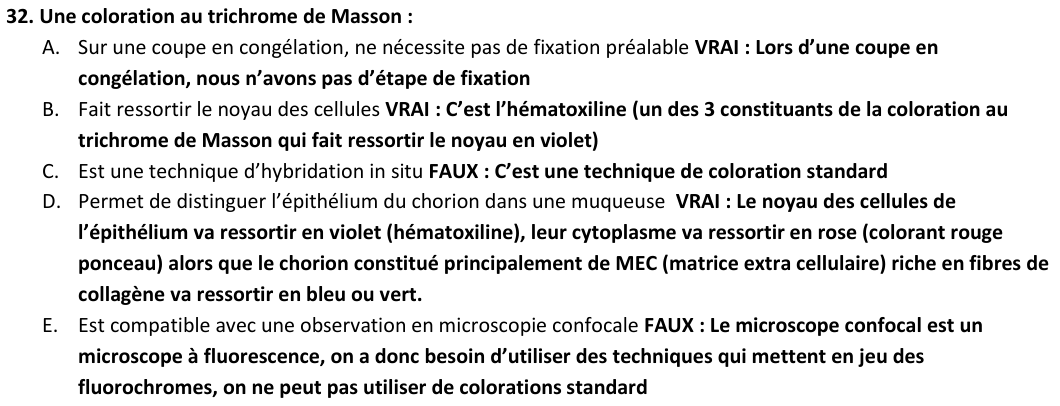 32. Une coloration au trichrome de Masson :
A. Sur une coupe en congélation, ne nécessite pas de fixation préalable VRAI : Lors d'une coupe en
congélation, nous n'avons pas d'étape de fixation
B. Fait ressortir le noyau des cellules VRAI : C'est l'hématoxiline (un des 3 constituants de la coloration au
trichrome de Masson qui fait ressortir le noyau en violet)
C. Est une technique d'hybridation in situ FAUX : C'est une technique de coloration standard
D. Permet de distinguer l'épithélium du chorion dans une muqueuse VRAI : Le noyau des cellules de
l'épithélium va ressortir en violet (hématoxiline), leur cytoplasme va ressortir en rose (colorant rouge
ponceau) alors que le chorion constitué principalement de MEC (matrice extra cellulaire) riche en fibres de
collagène va ressortir en bleu ou vert.
E. Est compatible avec une observation en microscopie confocale FAUX : Le microscope confocal est un
microscope à fluorescence, on a donc besoin d'utiliser des techniques qui mettent en jeu des
fluorochromes, on ne peut pas utiliser de colorations standard